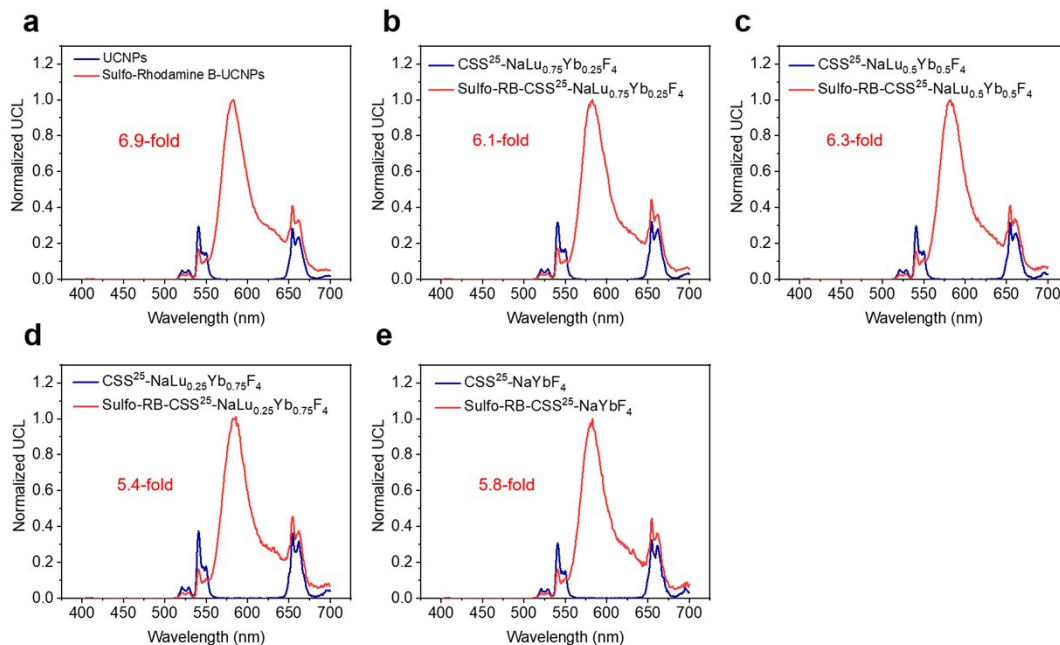 a
UCNPs
Sulfo-Rhodamine B-UCNPs
6.9-fold
Normalized UCL
0.0
0.2
0.4
0.6
0.8
1.0
1.2
400 450 500 550 600 650 700
Wavelength (nm)
b
CSS²⁵-NaLu₀.₇₅Yb₀.₂₅F₄
Sulfo-RB-CSS²⁵-NaLu₀.₇₅Yb₀.₂₅F₄
6.1-fold
Normalized UCL
0.0
0.2
0.4
0.6
0.8
1.0
1.2
400 450 500 550 600 650 700
Wavelength (nm)
c
CSS²⁵-NaLu₀.₅Yb₀.₅F₄
Sulfo-RB-CSS²⁵-NaLu₀.₅Yb₀.₅F₄
6.3-fold
Normalized UCL
0.0
0.2
0.4
0.6
0.8
1.0
1.2
400 450 500 550 600 650 700
Wavelength (nm)
d
CSS²⁵-NaLu₀.₂₅Yb₀.₇₅F₄
Sulfo-RB-CSS²⁵-NaLu₀.₂₅Yb₀.₇₅F₄
5.4-fold
Normalized UCL
0.0
0.2
0.4
0.6
0.8
1.0
1.2
400 450 500 550 600 650 700
Wavelength (nm)
e
CSS²⁵-NaYbF₄
Sulfo-RB-CSS²⁵-NaYbF₄
5.8-fold
Normalized UCL
0.0
0.2
0.4
0.6
0.8
1.0
1.2
400 450 500 550 600 650 700
Wavelength (nm)